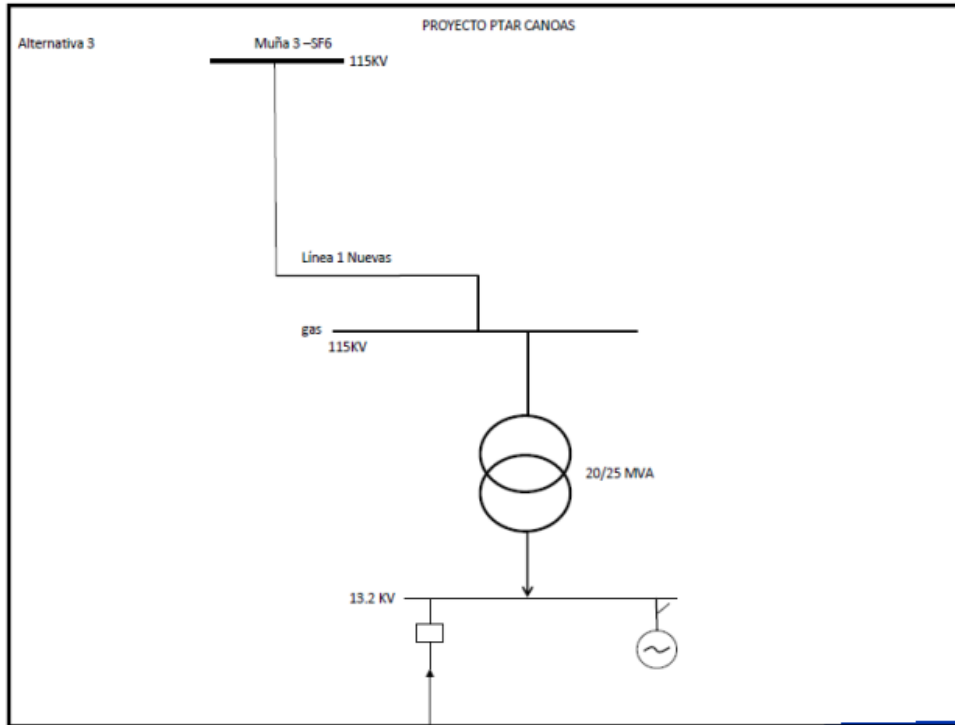 PROYECTO PTAR CANOAS
Alternativa 3
Muña 3 –SF6
115KV
Línea 1 Nuevas
gas
115KV
20/25 MVA
13.2 KV